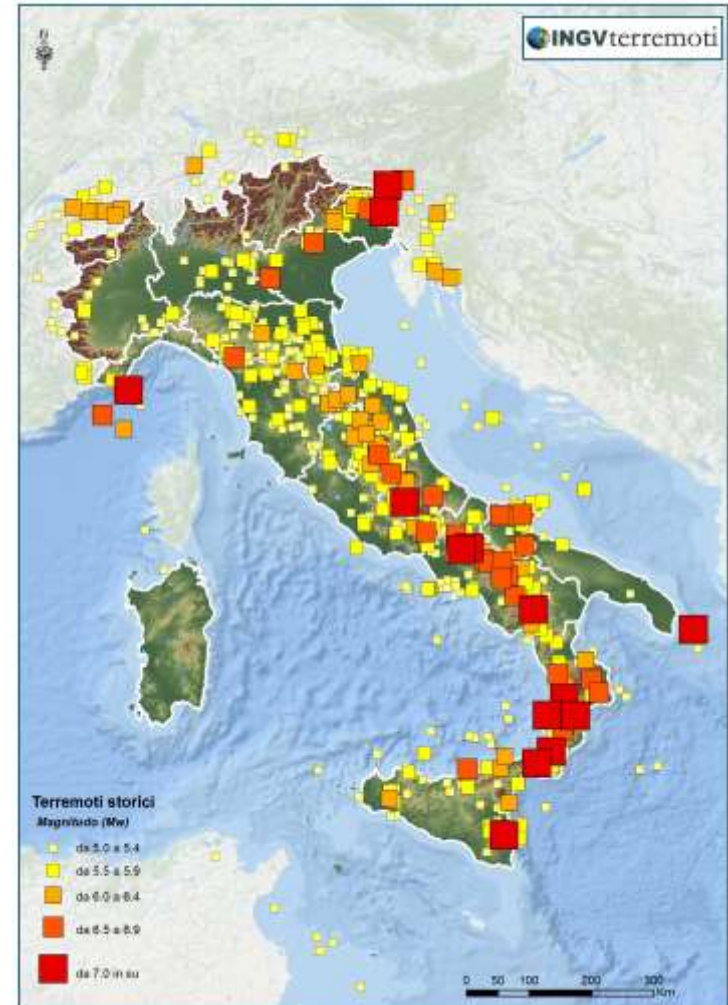 INGVterremoti
Terremoti storici
Magnitudo (Mw)
da 5.0 a 5.4
da 5.5 a 5.9
da 6.0 a 6.4
da 6.5 a 6.9
da 7.0 in su
0 50 100 200 300
Km